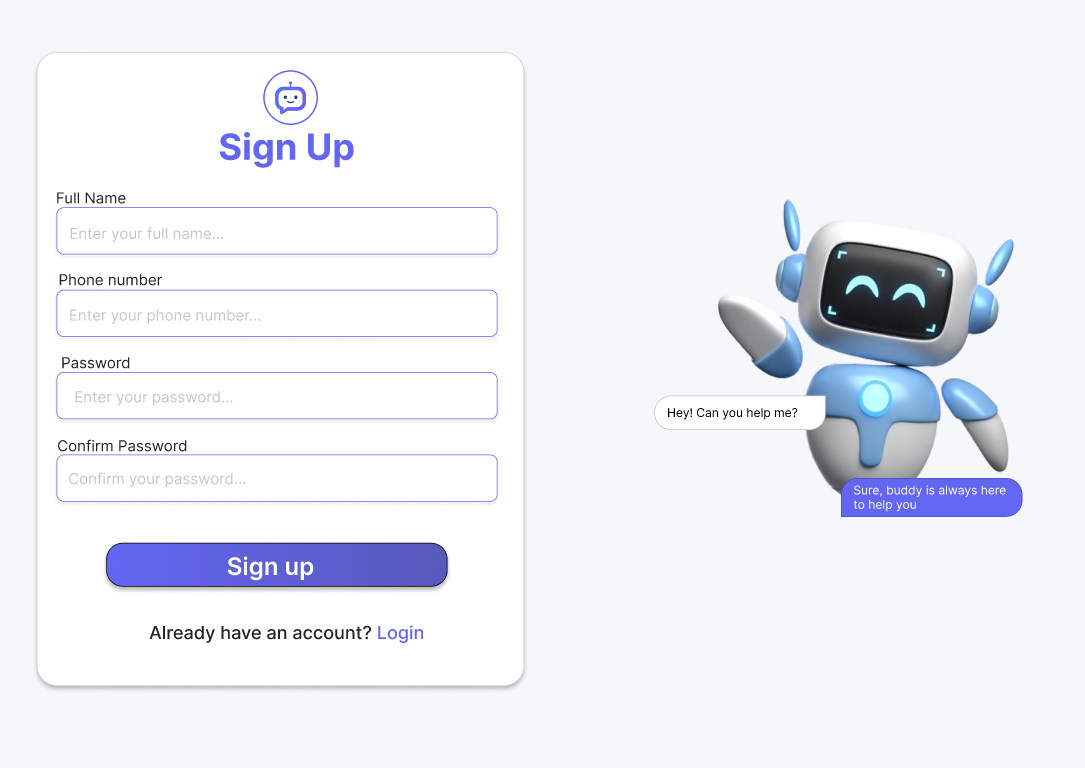 Sign Up
Full Name
Enter your full name...
Phone number
Enter your phone number...
Password
Enter your password...
Confirm Password
Confirm your password...
Sign up
Already have an account? Login
Hey! Can you help me?
Sure, buddy is always here
to help you